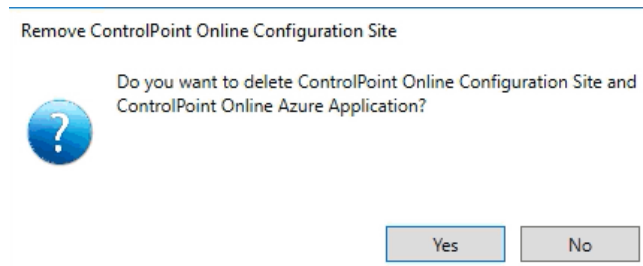 Remove ControlPoint Online Configuration Site
Do you want to delete ControlPoint Online Configuration Site and
ControlPoint Online Azure Application?
Yes No